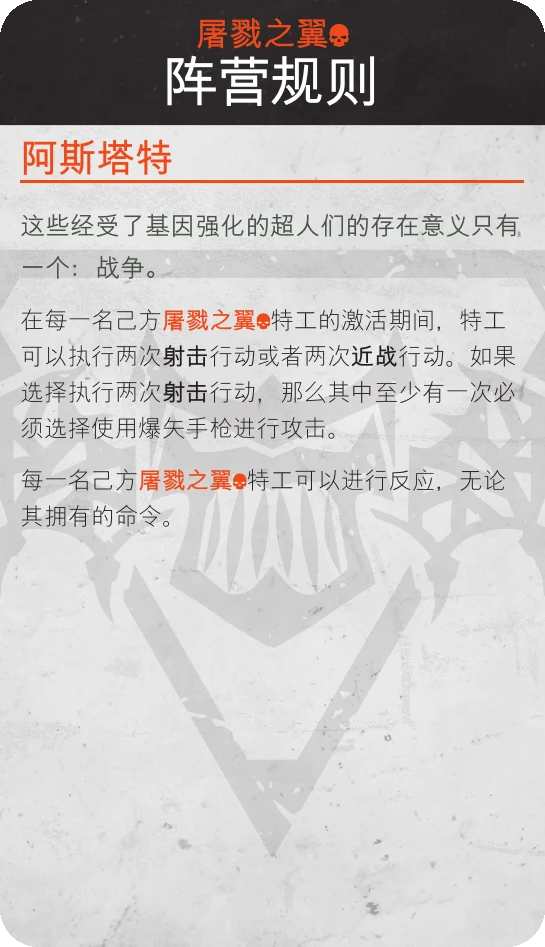 屠戮之翼
阵营规则
阿斯塔特
这些经受了基因强化的超人们的存在意义只有
一个：战争。
在每一名己方屠戮之翼特工的激活期间，特工
可以执行两次射击行动或者两次近战行动。如果
选择执行两次射击行动，那么其中至少有一次必
须选择使用爆矢手枪进行攻击。
每一名己方屠戮之翼特工可以进行反应，无论
其拥有的命令。